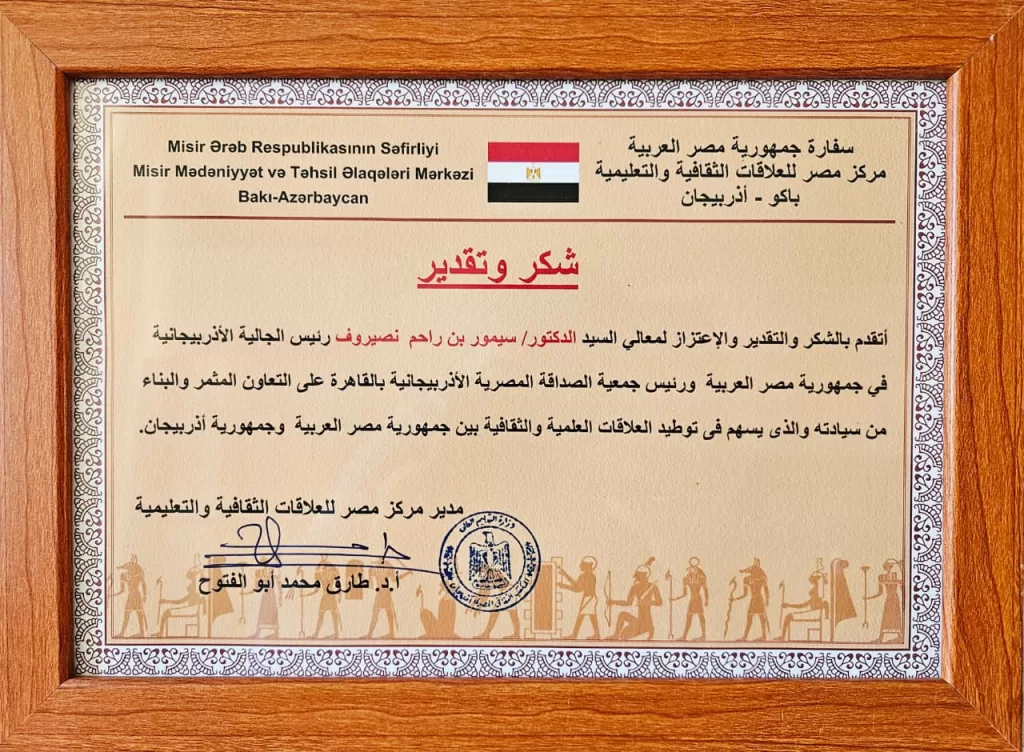 Misir Ərəb Respublikasının Səfirliyi
Misir Mədəniyyət və Təhsil Əlaqələri Mərkəzi
Bakı-Azərbaycan
سفارة جمهورية مصر العربية
مركز مصر للعلاقات الثقافية والتعليمية
باكو - أذربيجان
شكر وتقدير
أتقدم بالشكر والتقدير والإعتزاز لمعالي السيد الدكتور/ سيمور بن راحم نصيروف رئيس الجالية الأذربيجانية
في جمهورية مصر العربية ورئيس جمعية الصداقة المصرية الأذربيجانية بالقاهرة على التعاون المثمر والبناء
من سيادته والذى يسهم فى توطيد العلاقات العلمية والثقافية بين جمهورية مصر العربية وجمهورية أذربيجان.
مدير مركز مصر للعلاقات الثقافية والتعليمية
أ.د. طارق محمد أبو الفتوح
وزارة التعليم العالى